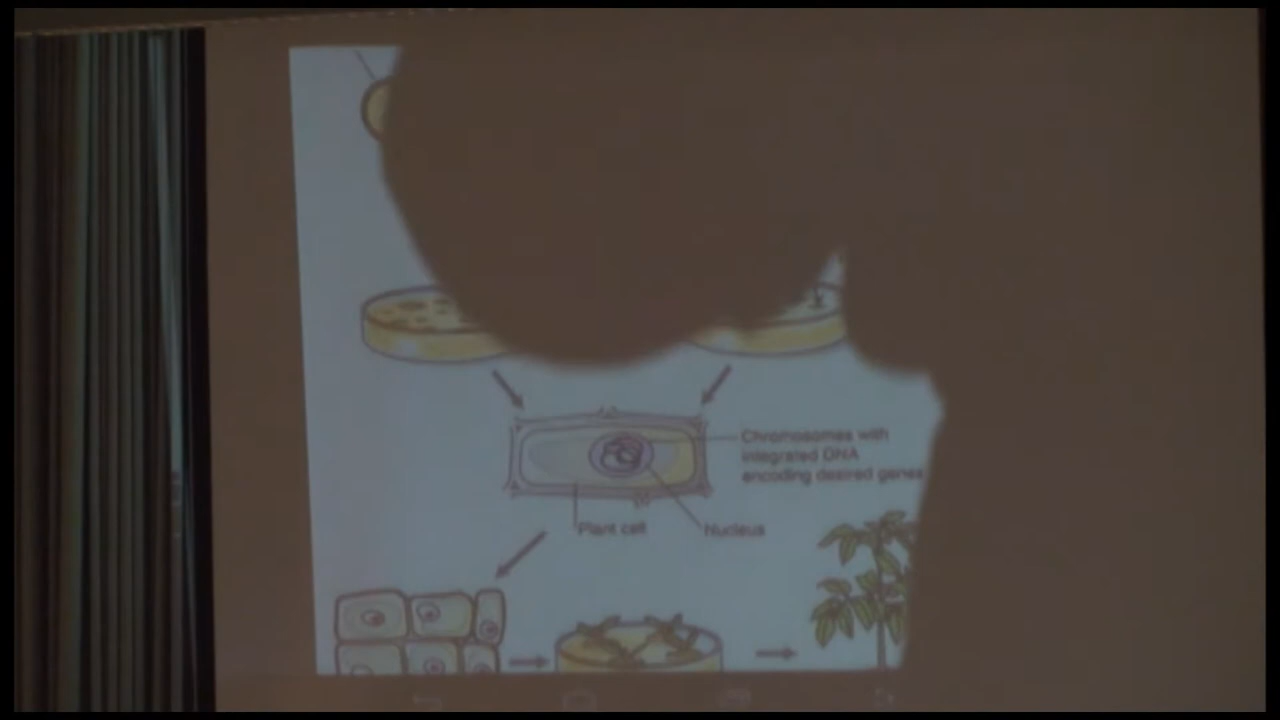 Chromosomes with
integrated DNA
encoding desired genes
Plant cell
Nucleus